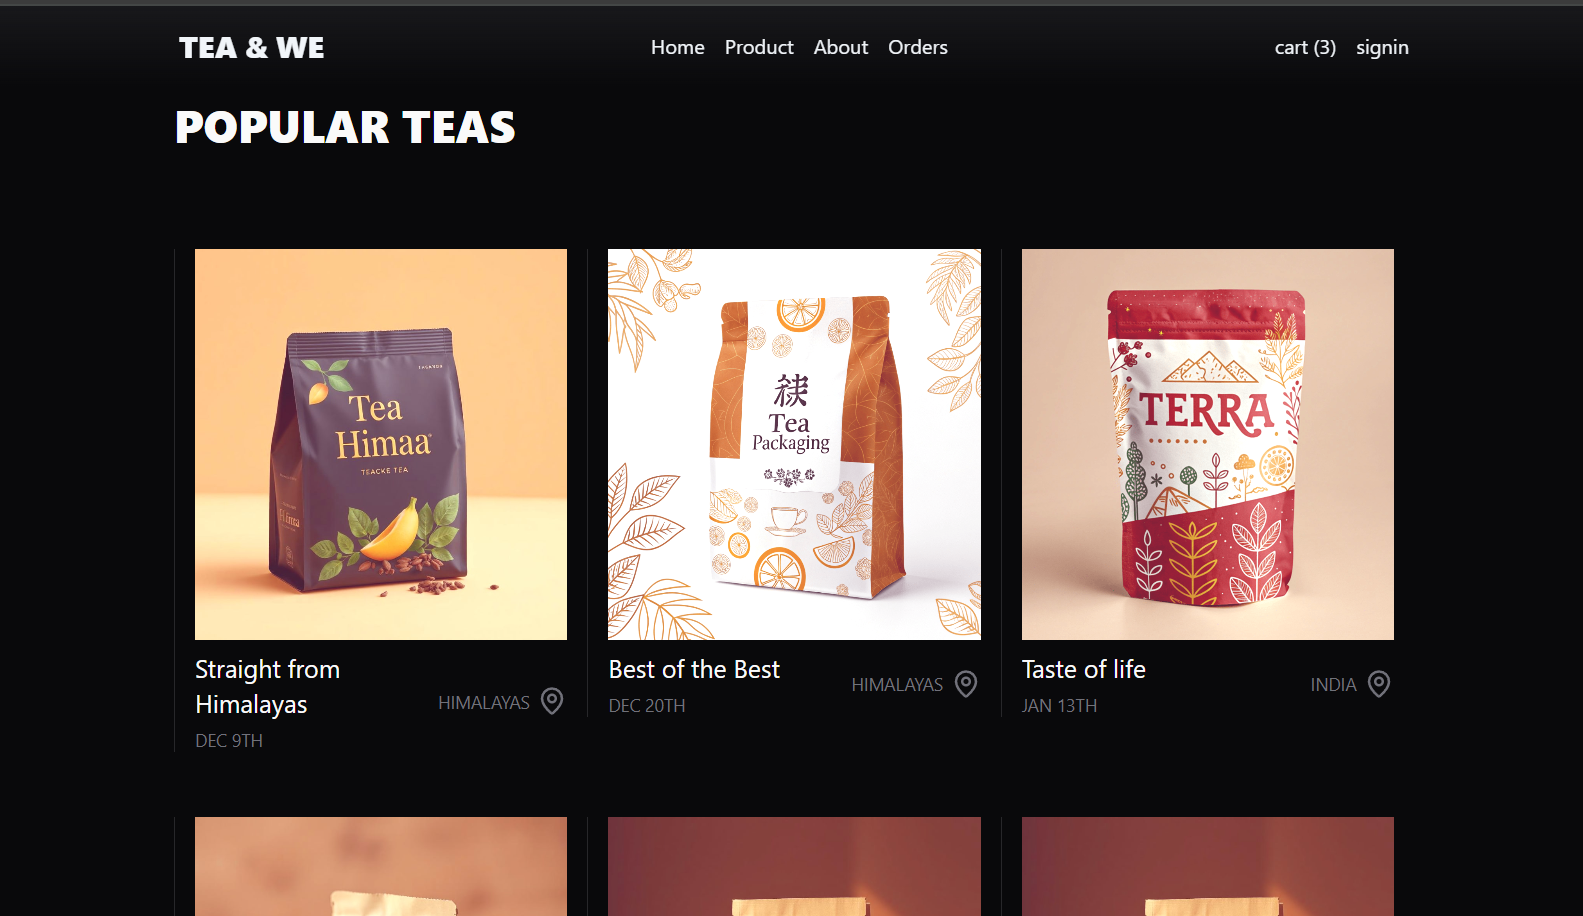 TEA & WE
Home Product About Orders
cart (3) signin
POPULAR TEAS
Tea
Himaa
TEACKE TEA
Tea
Packaging
TERRA
Straight from
Himalayas
HIMALAYAS
DEC 9TH
Best of the Best
HIMALAYAS
DEC 20TH
Taste of life
INDIA
JAN 13TH